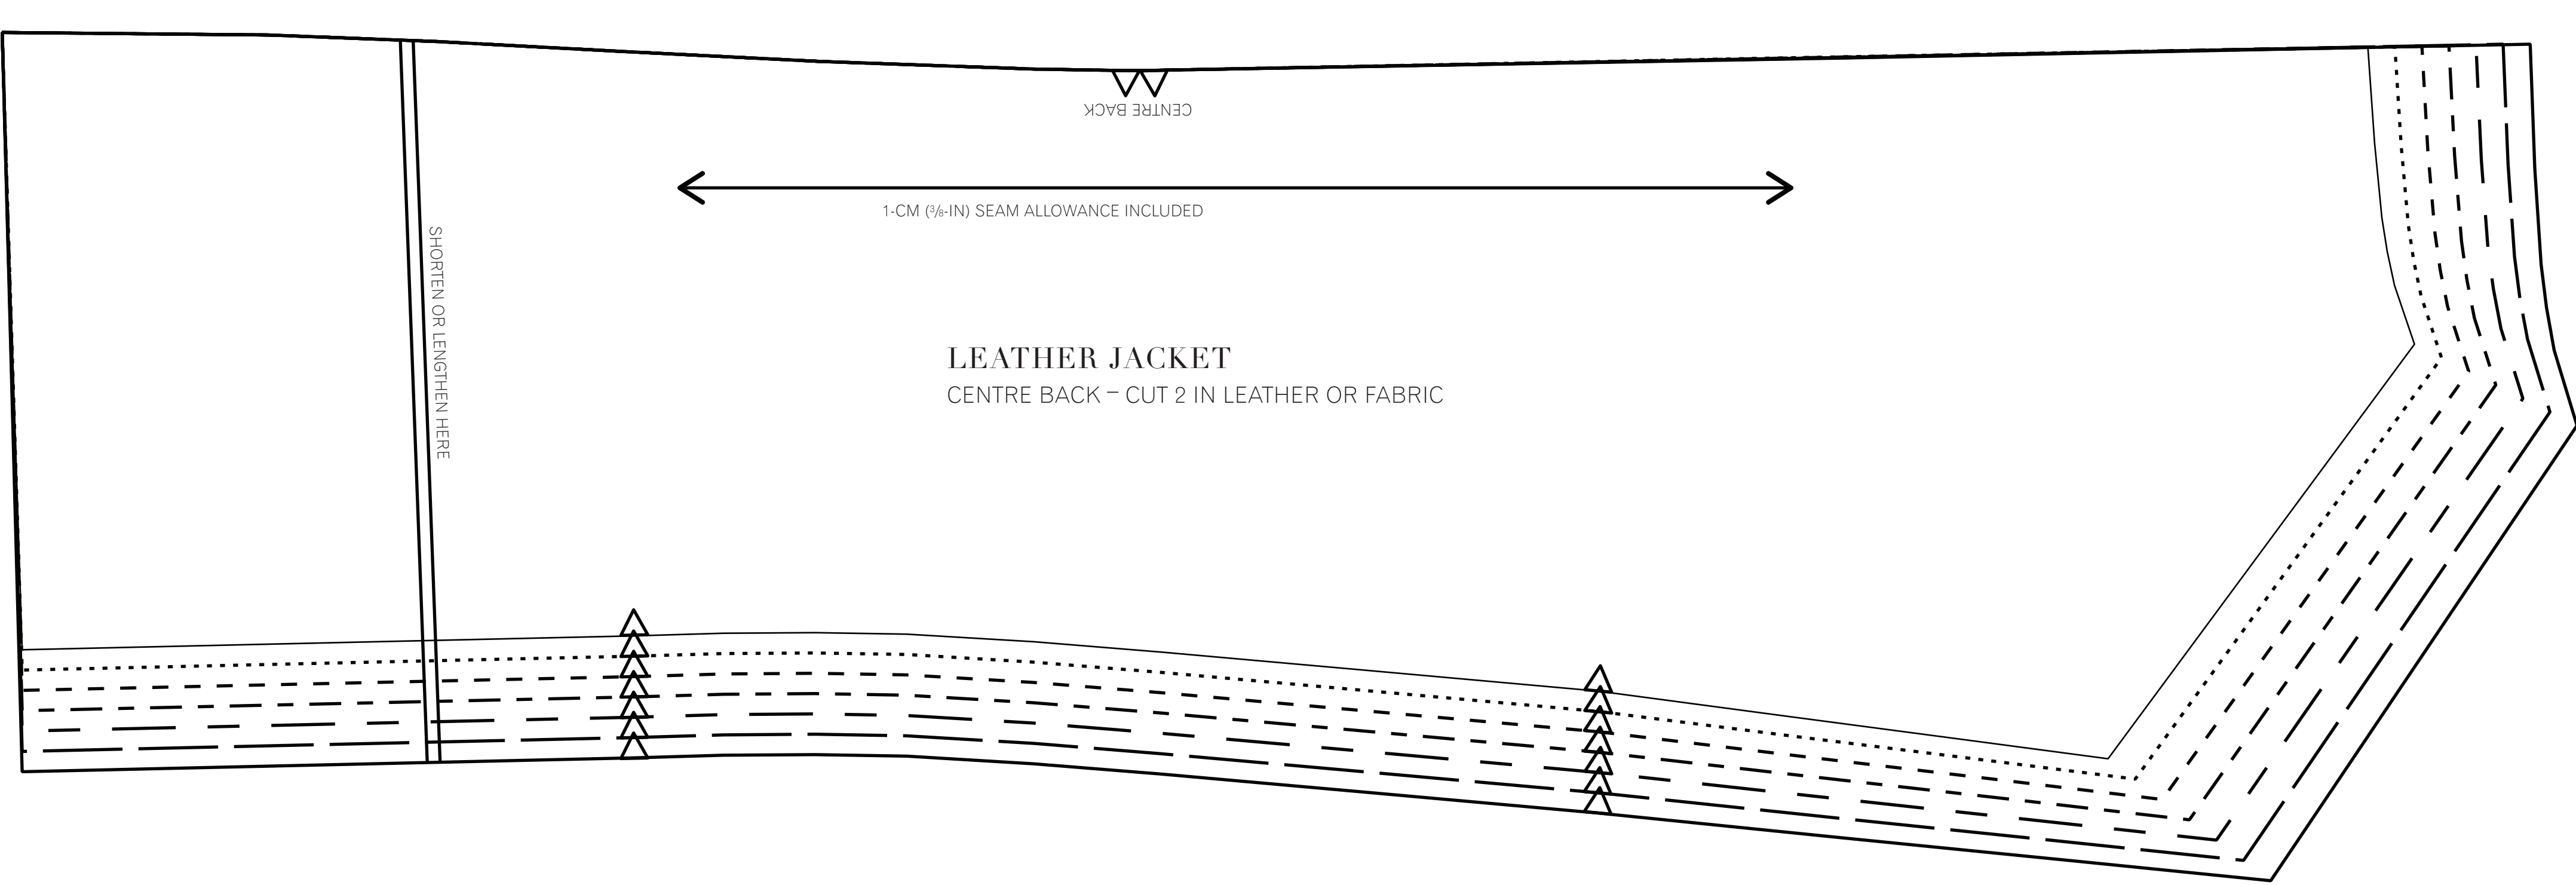 CENTRE BACK
1-CM (3/8-IN) SEAM ALLOWANCE INCLUDED
SHORTEN OR LENGTHEN HERE
LEATHER JACKET
CENTRE BACK – CUT 2 IN LEATHER OR FABRIC